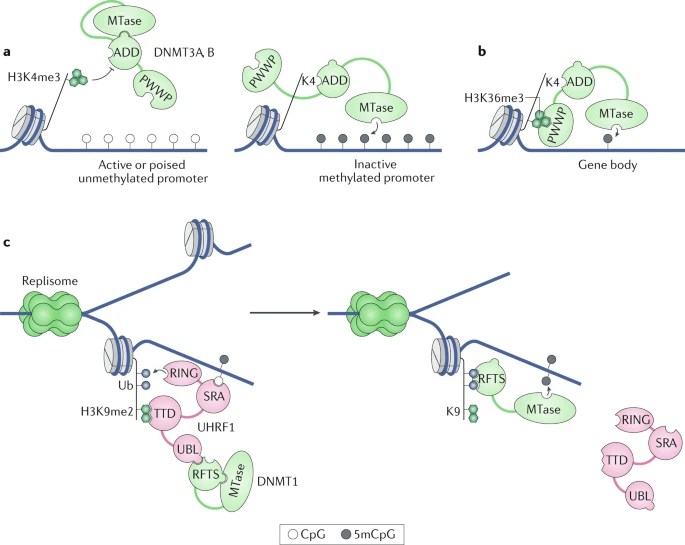 a
MTase
ADD
DNMT3A, B
PWWP
H3K4me3
Active or poised
unmethylated promoter
PWWP
K4
ADD
MTase
Inactive
methylated promoter
b
K4
ADD
H3K36me3
MTase
PWWP
Gene body
c
Replisome
RING
Ub
SRA
H3K9me2
TTD
UHRF1
UBL
RFTS
MTase
DNMT1
RFTS
K9
MTase
RING
SRA
TTD
UBL
CpG
5mCpG